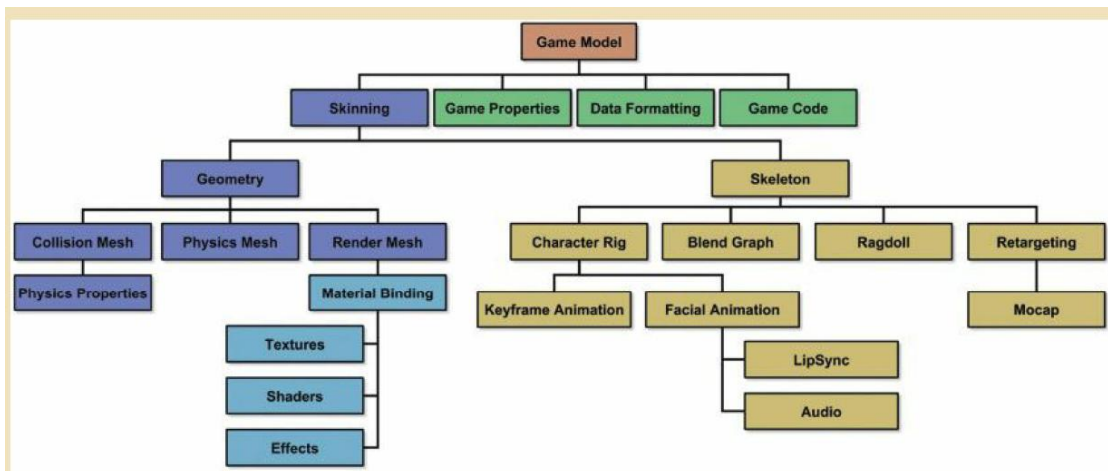 Game Model
Skinning
Game Properties
Data Formatting
Game Code
Geometry
Skeleton
Collision Mesh
Physics Mesh
Render Mesh
Character Rig
Blend Graph
Ragdoll
Retargeting
Physics Properties
Material Binding
Keyframe Animation
Facial Animation
Mocap
Textures
LipSync
Shaders
Audio
Effects